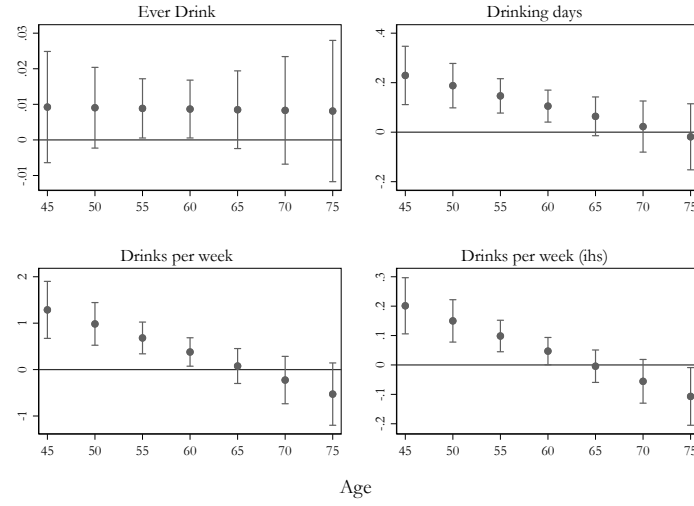 Ever Drink
.03
.02
.01
0
-.01
45 50 55 60 65 70 75
Drinking days
.4
.2
0
-.2
45 50 55 60 65 70 75
Drinks per week
2
1
0
-1
45 50 55 60 65 70 75
Drinks per week (ihs)
.3
.2
.1
0
-.1
-.2
45 50 55 60 65 70 75
Age